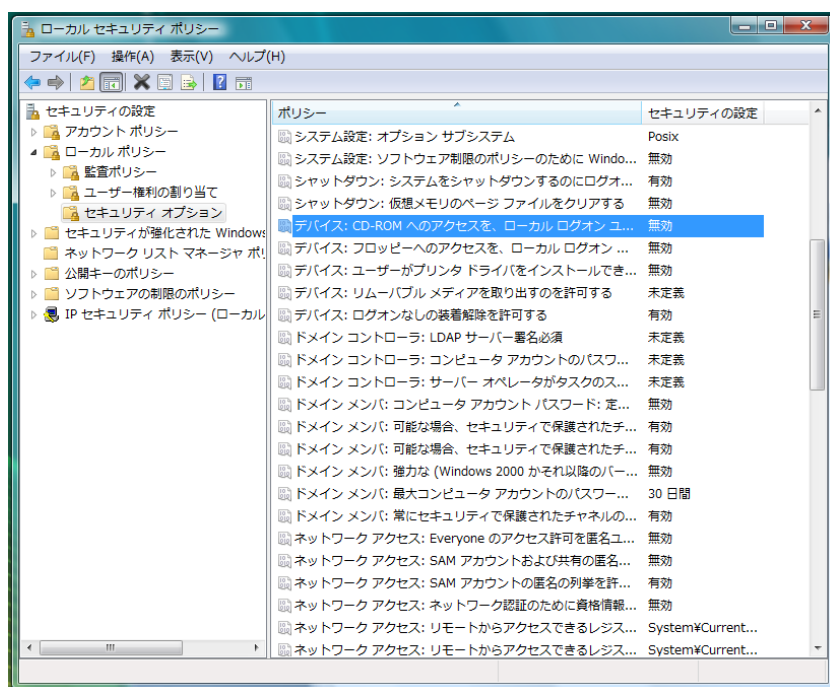 ローカル セキュリティ ポリシー
ファイル(F) 操作(A) 表示(V) ヘルプ(H)
セキュリティの設定
アカウント ポリシー
ローカル ポリシー
監査ポリシー
ユーザー権利の割り当て
セキュリティ オプション
セキュリティが強化された Windows
ネットワーク リスト マネージャ ポリ
公開キーのポリシー
ソフトウェアの制限のポリシー
IP セキュリティ ポリシー (ローカル
ポリシー セキュリティの設定
システム設定: オプション サブシステム Posix
システム設定: ソフトウェア制限のポリシーのために Windo... 無効
シャットダウン: システムをシャットダウンするのにログオ... 有効
シャットダウン: 仮想メモリのページ ファイルをクリアする 無効
デバイス: CD-ROM へのアクセスを、ローカル ログオン ユ... 無効
デバイス: フロッピーへのアクセスを、ローカル ログオン ... 無効
デバイス: ユーザーがプリンタ ドライバをインストールでき... 無効
デバイス: リムーバブル メディアを取り出すのを許可する 未定義
デバイス: ログオンなしの装着解除を許可する 有効
ドメイン コントローラ: LDAP サーバー署名必須 未定義
ドメイン コントローラ: コンピュータ アカウントのパスワ... 未定義
ドメイン コントローラ: サーバー オペレータがタスクのス... 未定義
ドメイン メンバ: コンピュータ アカウント パスワード: 定... 無効
ドメイン メンバ: 可能な場合、セキュリティで保護されたチ... 有効
ドメイン メンバ: 可能な場合、セキュリティで保護されたチ... 有効
ドメイン メンバ: 強力な (Windows 2000 かそれ以降のバー... 無効
ドメイン メンバ: 最大コンピュータ アカウントのパスワー... 30 日間
ドメイン メンバ: 常にセキュリティで保護されたチャネルの... 有効
ネットワーク アクセス: Everyone のアクセス許可を匿名ユ... 無効
ネットワーク アクセス: SAM アカウントおよび共有の匿名... 無効
ネットワーク アクセス: SAM アカウントの匿名の列挙を許... 有効
ネットワーク アクセス: ネットワーク認証のために資格情報... 無効
ネットワーク アクセス: リモートからアクセスできるレジス... System¥Current...
ネットワーク アクセス: リモートからアクセスできるレジス... System¥Current...